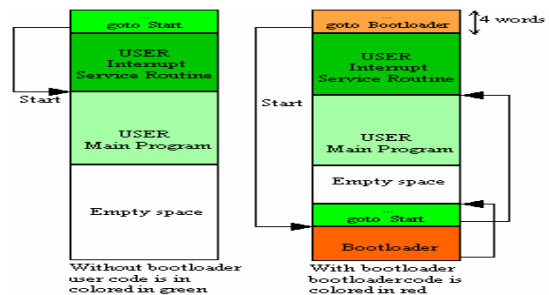 ...
goto Start
USER
Interrupt
Service Routine
Start
USER
Main Program
Empty space
Without bootloader
user code is in
colored in green
...
goto Bootloader
4 words
USER
Interrupt
Service Routine
Start
USER
Main Program
Empty space
...
goto Start
Bootloader
With bootloader
bootloadercode is
colored in red